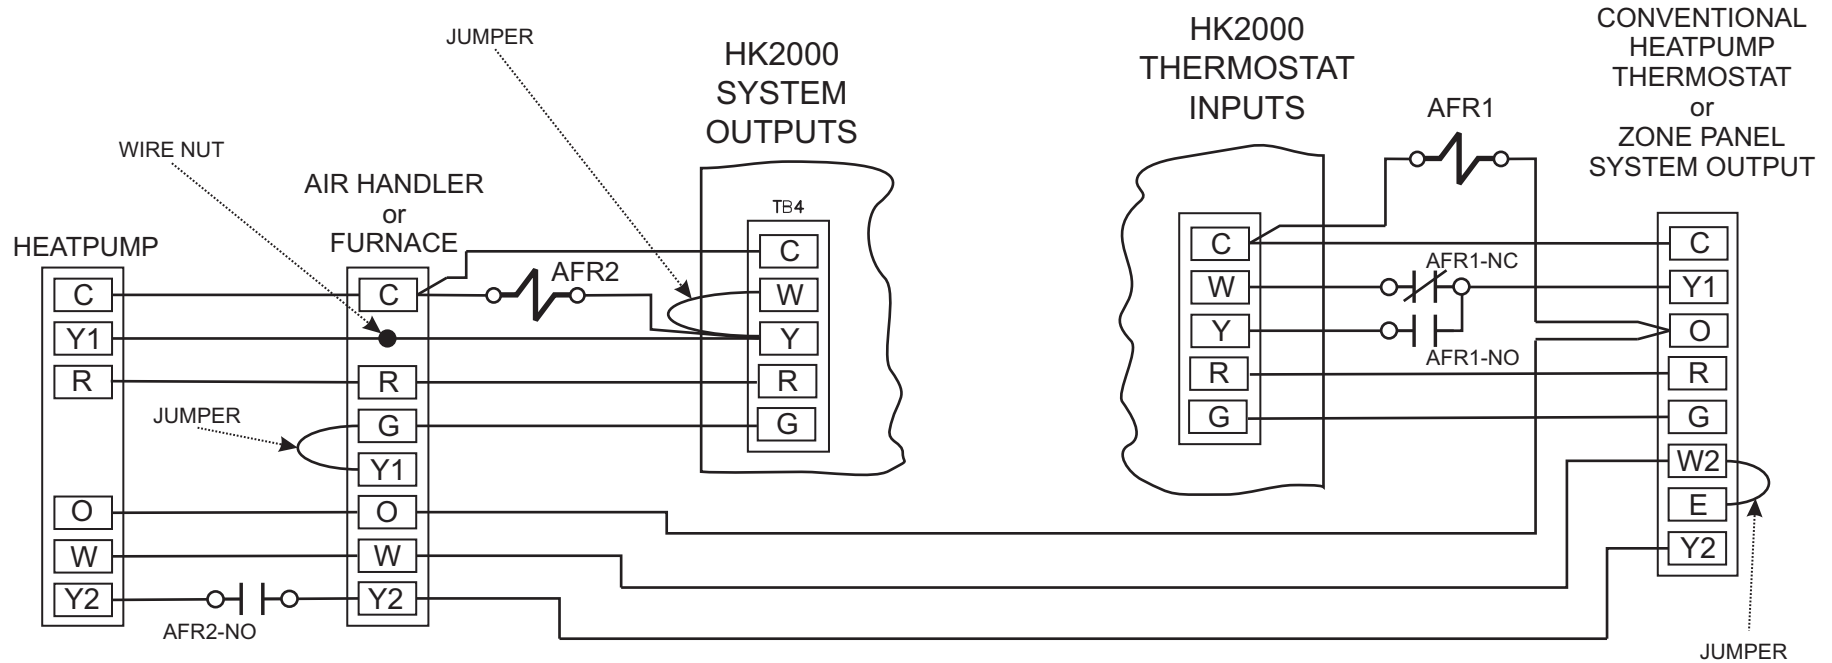 JUMPER
HK2000
SYSTEM
OUTPUTS
HK2000
THERMOSTAT
INPUTS
AFR1
CONVENTIONAL
HEATPUMP
THERMOSTAT
or
ZONE PANEL
SYSTEM OUTPUT
WIRE NUT
AIR HANDLER
or
FURNACE
HEATPUMP
C
Y1
R
O
W
Y2
JUMPER
AFR2-NO
C
R
G
Y1
O
W
Y2
AFR2
TB4
C
W
Y
R
G
C
W
Y
R
G
AFR1-NC
AFR1-NO
C
Y1
O
R
G
W2
E
Y2
JUMPER